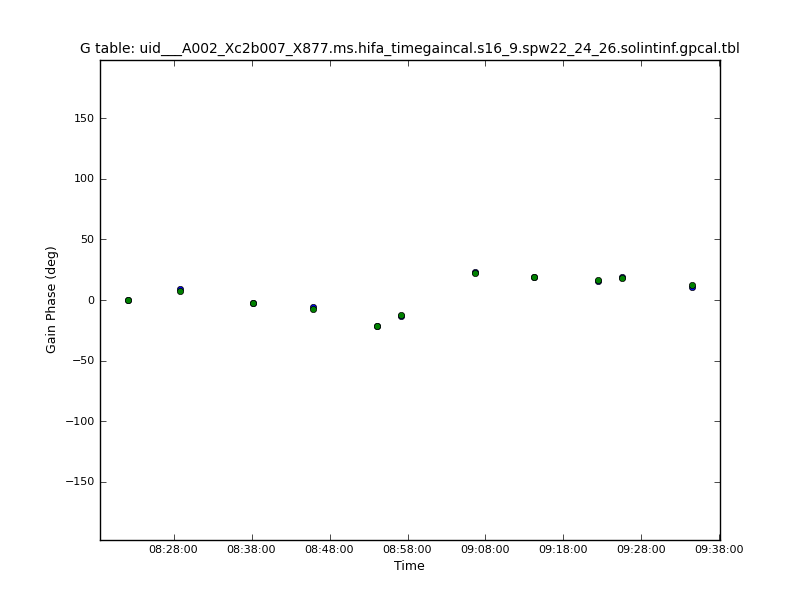 G table: uid___A002_Xc2b007_X877.ms.hifa_timegaincal.s16_9.spw22_24_26.solintinf.gpcal.tbl
150
100
50
0
−50
−100
−150
Gain Phase (deg)
08:28:00 08:38:00 08:48:00 08:58:00 09:08:00 09:18:00 09:28:00 09:38:00
Time